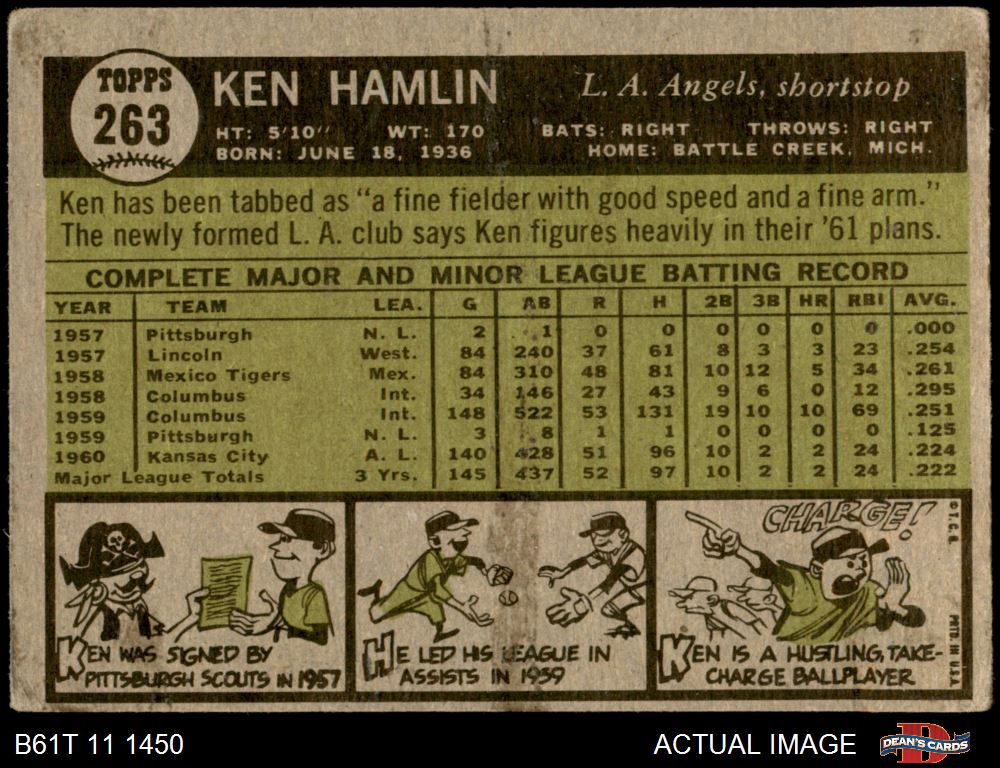 TOPPS
263
KEN HAMLIN
L. A. Angels, shortstop
HT: 5'10" WT: 170 BATS: RIGHT THROWS: RIGHT
BORN: JUNE 18, 1936 HOME: BATTLE CREEK, MICH.
Ken has been tabbed as "a fine fielder with good speed and a fine arm."
The newly formed L. A. club says Ken figures heavily in their '61 plans.
COMPLETE MAJOR AND MINOR LEAGUE BATTING RECORD
YEAR TEAM LEA. G AB R H 2B 3B HR RBI AVG.
1957 Pittsburgh N. L. 2 1 0 0 0 0 0 0 .000
1957 Lincoln West. 84 240 37 61 8 3 3 23 .254
1958 Mexico Tigers Mex. 84 310 48 81 10 12 5 34 .261
1958 Columbus Int. 34 146 27 43 9 6 0 12 .295
1959 Columbus Int. 148 522 53 131 19 10 10 69 .251
1959 Pittsburgh N. L. 3 8 1 1 0 0 0 0 .125
1960 Kansas City A. L. 140 428 51 96 10 2 2 24 .224
Major League Totals 3 Yrs. 145 437 52 97 10 2 2 24 .222
KEN WAS SIGNED BY
PITTSBURGH SCOUTS IN 1957
HE LED HIS LEAGUE IN
ASSISTS IN 1959
CHARGE!
KEN IS A HUSTLING, TAKE-
CHARGE BALLPLAYER
© T. C. G.
PRTD. IN U.S.A.
B61T 11 1450
ACTUAL IMAGE
DEAN'S CARDS